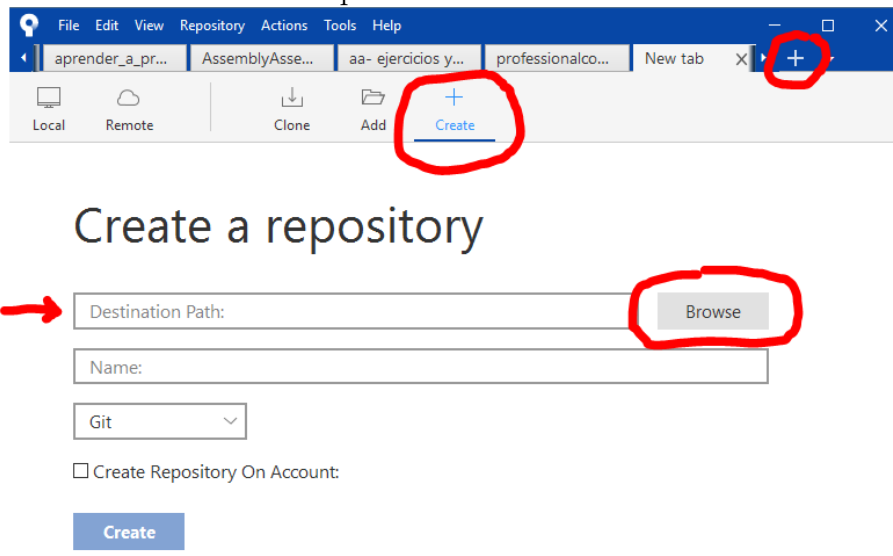 File Edit View Repository Actions Tools Help
aprender_a_pr... AssemblyAsse... aa- ejercicios y... professionalco... New tab
Local Remote Clone Add Create
Create a repository
Destination Path: Browse
Name:
Git
Create Repository On Account:
Create